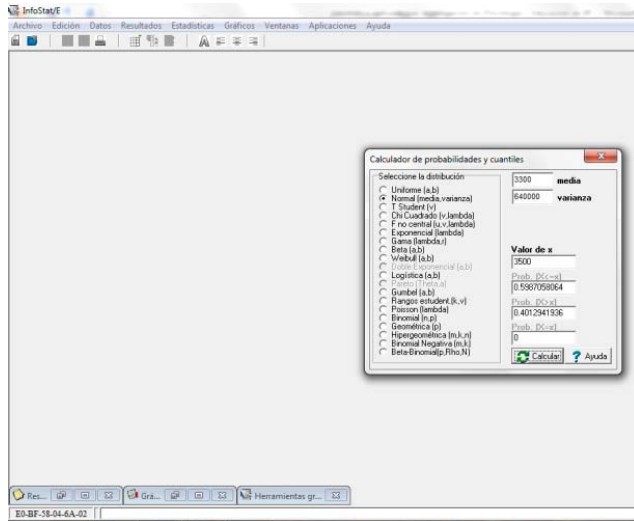 InfoStat/E
Archivo Edición Datos Resultados Estadísticas Gráficos Ventanas Aplicaciones Ayuda
Calculador de probabilidades y cuantiles
Seleccione la distribución
Uniforme (a,b)
Normal (media,varianza)
T Student (v)
Chi Cuadrado (v,lambda)
F no central (u,v,lambda)
Exponencial (lambda)
Gama (lambda,r)
Beta (a,b)
Weibull (a,b)
Doble Exponencial (a,b)
Logística (a,b)
Pareto (Theta,a)
Gumbel (a,b)
Rangos estudent.(k,v)
Poisson (lambda)
Binomial (n,p)
Geométrica (p)
Hipergeométrica (m,k,n)
Binomial Negativa (m,k)
Beta-Binomial(p,Rho,N)
3300 media
640000 varianza
Valor de x
3500
Prob. (X<=x)
0.5987058064
Prob. (X>x)
0.4012941936
Prob. (X=x)
0
Calcular ? Ayuda
Res... Grá... Herramientas gr...
E0-BF-38-04-6A-02